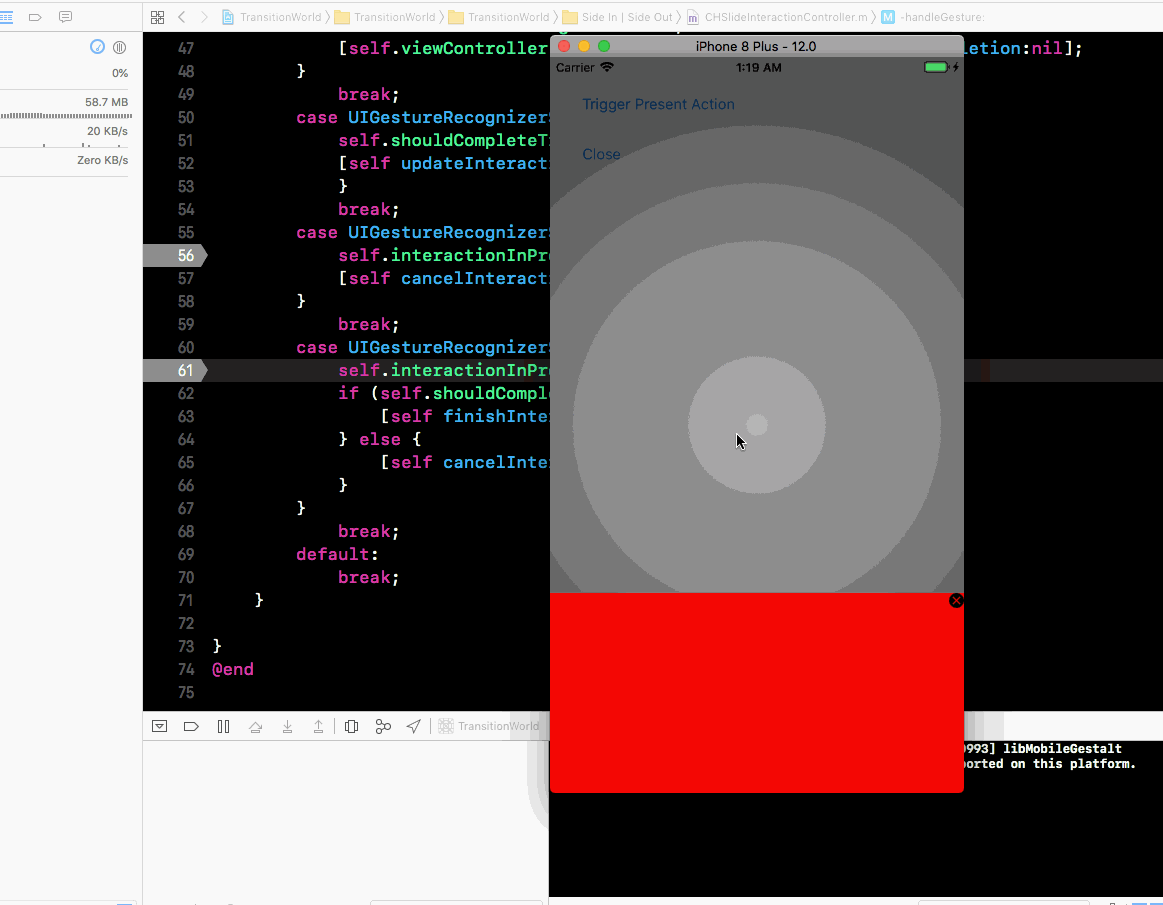 TransitionWorld TransitionWorld TransitionWorld Side In | Side Out CHSlideInteractionController.m M -handleGesture:
0%
58.7 MB
20 KB/s
Zero KB/s
47 [self.viewController letion:nil];
48 }
49 break;
50 case UIGestureRecognizerS
51 self.shouldCompleteT
52 [self updateInteract
53 }
54 break;
55 case UIGestureRecognizerS
56 self.interactionInPr
57 [self cancelInteract
58 }
59 break;
60 case UIGestureRecognizerS
61 self.interactionInPr
62 if (self.shouldComple
63 [self finishInte
64 } else {
65 [self cancelInte
66 }
67 }
68 break;
69 default:
70 break;
71 }
72
73 }
74 @end
75
iPhone 8 Plus - 12.0
Carrier 1:19 AM
Trigger Present Action
Close
TransitionWorld
993] libMobileGestalt
orted on this platform.